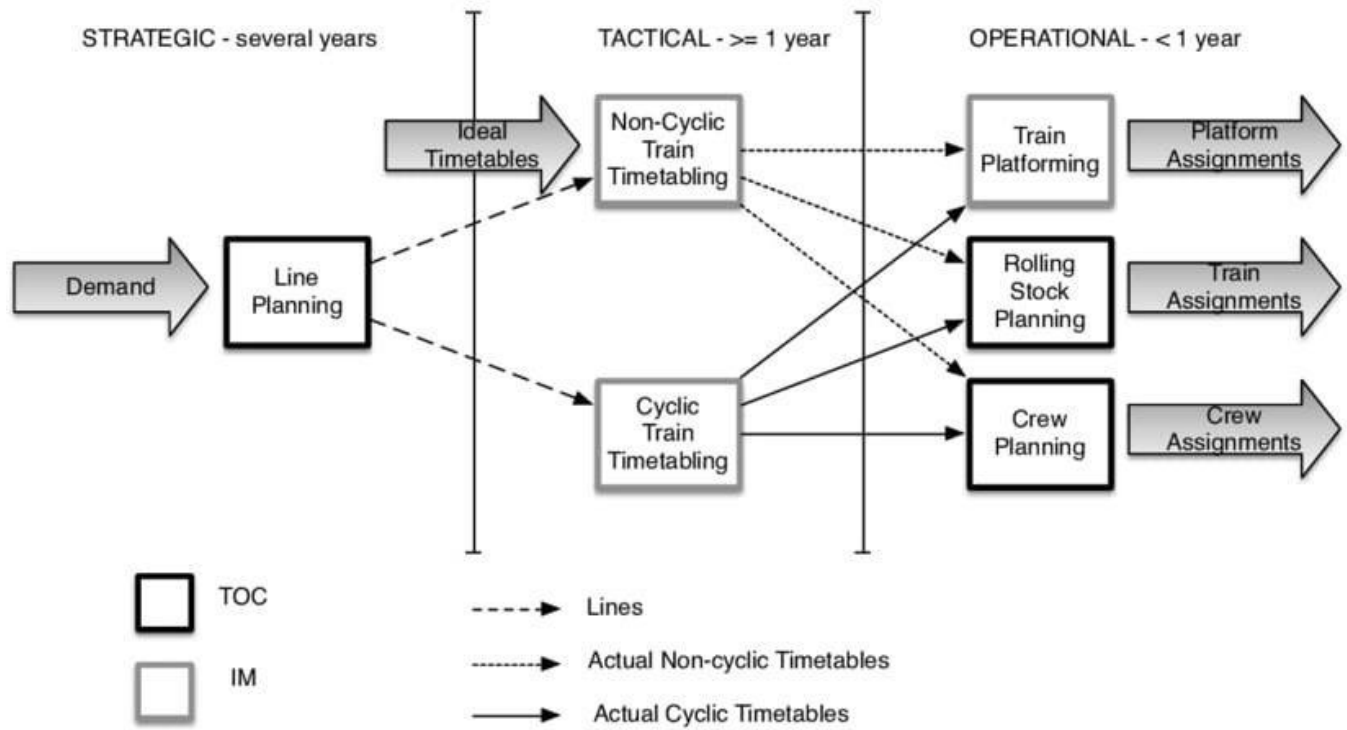 STRATEGIC - several years
TACTICAL - >= 1 year
OPERATIONAL - < 1 year
Ideal
Timetables
Non-Cyclic
Train
Timetabling
Train
Platforming
Platform
Assignments
Demand
Line
Planning
Rolling
Stock
Planning
Train
Assignments
Cyclic
Train
Timetabling
Crew
Planning
Crew
Assignments
TOC
IM
Lines
Actual Non-cyclic Timetables
Actual Cyclic Timetables